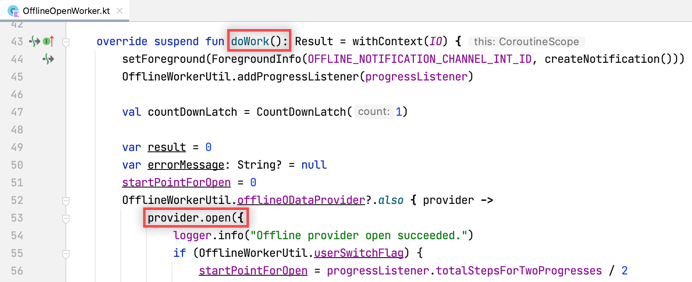 OfflineOpenWorker.kt
42
43 override suspend fun doWork(): Result = withContext(IO) { this: CoroutineScope
44 setForeground(ForegroundInfo(OFFLINE_NOTIFICATION_CHANNEL_INT_ID, createNotification()))
45 OfflineWorkerUtil.addProgressListener(progressListener)
46
47 val countDownLatch = CountDownLatch( count: 1)
48
49 var result = 0
50 var errorMessage: String? = null
51 startPointForOpen = 0
52 OfflineWorkerUtil.offlineODataProvider?.also { provider ->
53 provider.open({
54 logger.info("Offline provider open succeeded.")
55 if (OfflineWorkerUtil.userSwitchFlag) {
56 startPointForOpen = progressListener.totalStepsForTwoProgresses / 2